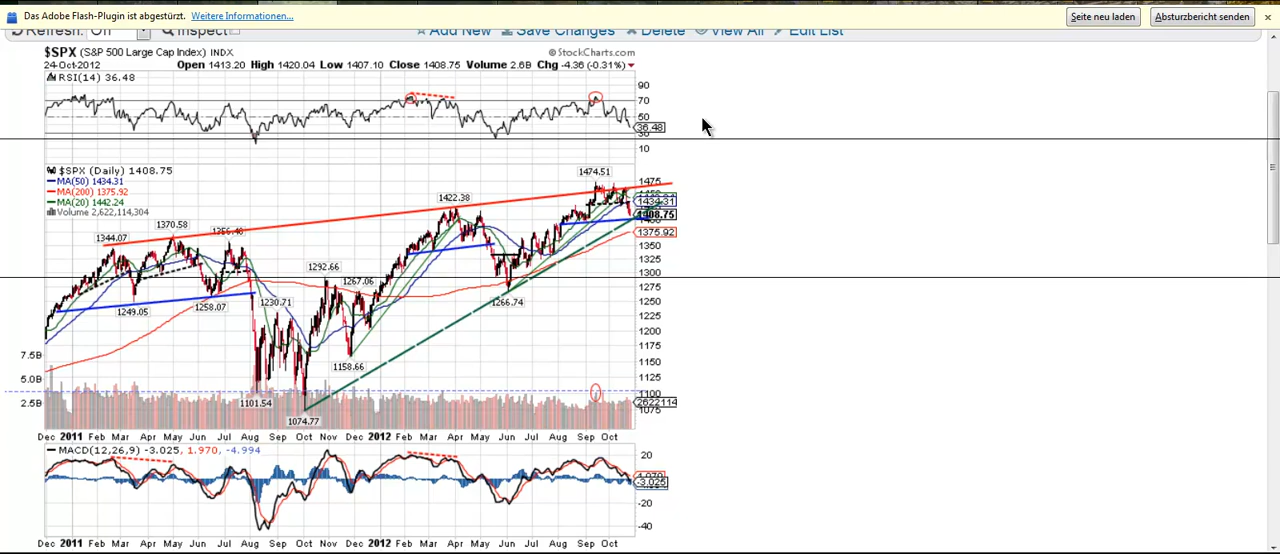 Das Adobe Flash-Plugin ist abgestürzt. Weitere Informationen... Seite neu laden Absturzbericht senden ×
Refresh: Off Inspect Add New Save Changes Delete View All Edit List
$SPX (S&P 500 Large Cap Index) INDX © StockCharts.com
24-Oct-2012 Open 1413.20 High 1420.04 Low 1407.10 Close 1408.75 Volume 2.6B Chg -4.36 (-0.31%)
RSI(14) 36.48
90
70
50
36.48
30
10
$SPX (Daily) 1408.75
MA(50) 1434.31
MA(200) 1375.92
MA(20) 1442.24
Volume 2,622,114,304
1474.51
1422.38
1370.58
1344.07
1356.48
1292.66
1267.06
1249.05
1258.07
1230.71
1266.74
1158.66
1101.54
1074.77
1475
1434.31
1408.75
1375.92
1350
1325
1300
1275
1250
1225
1200
1175
1150
1125
1100
2622114
1075
7.5B
5.0B
2.5B
Dec 2011 Feb Mar Apr May Jun Jul Aug Sep Oct Nov Dec 2012 Feb Mar Apr May Jun Jul Aug Sep Oct
MACD(12,26,9) -3.025, 1.970, -4.994
20
1.970
-3.025
-20
-40
Dec 2011 Feb Mar Apr May Jun Jul Aug Sep Oct Nov Dec 2012 Feb Mar Apr May Jun Jul Aug Sep Oct